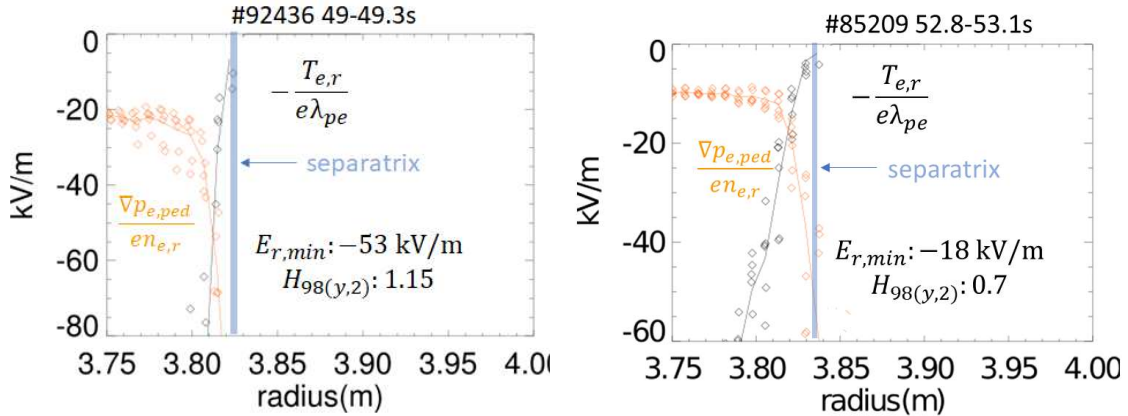 #92436 49-49.3s
0
-20
-40
-60
-80
kV/m
− T_{e,r} / eλ_{pe}
separatrix
∇p_{e,ped} / en_{e,r}
E_{r,min}: −53 kV/m
H_{98(y,2)}: 1.15
3.75 3.80 3.85 3.90 3.95 4.00
radius(m)
#85209 52.8-53.1s
0
-20
-40
-60
kV/m
− T_{e,r} / eλ_{pe}
separatrix
∇p_{e,ped} / en_{e,r}
E_{r,min}: −18 kV/m
H_{98(y,2)}: 0.7
3.75 3.80 3.85 3.90 3.95 4.00
radius(m)